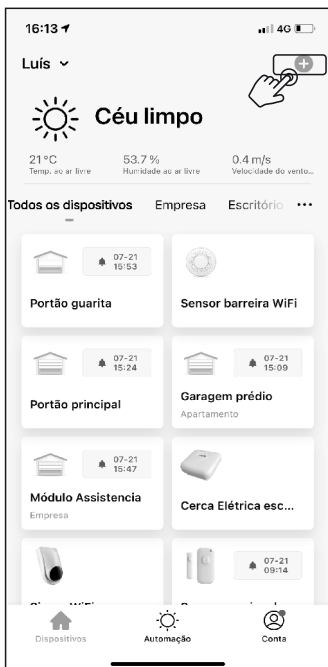 16:13
4G
Luís
Céu limpo
21 °C 53.7 % 0.4 m/s
Temp. ao ar livre Humidade ao ar livre Velocidade do vento...
Todos os dispositivos Empresa Escritório ...
07-21
15:53
Portão guarita Sensor barreira WiFi
07-21
15:24
07-21
15:09
Portão principal
Garagem prédio
Apartamento
07-21
15:47
Módulo Assistencia
Empresa
Cerca Elétrica esc...
07-21
09:14
Dispositivos Automação Conta